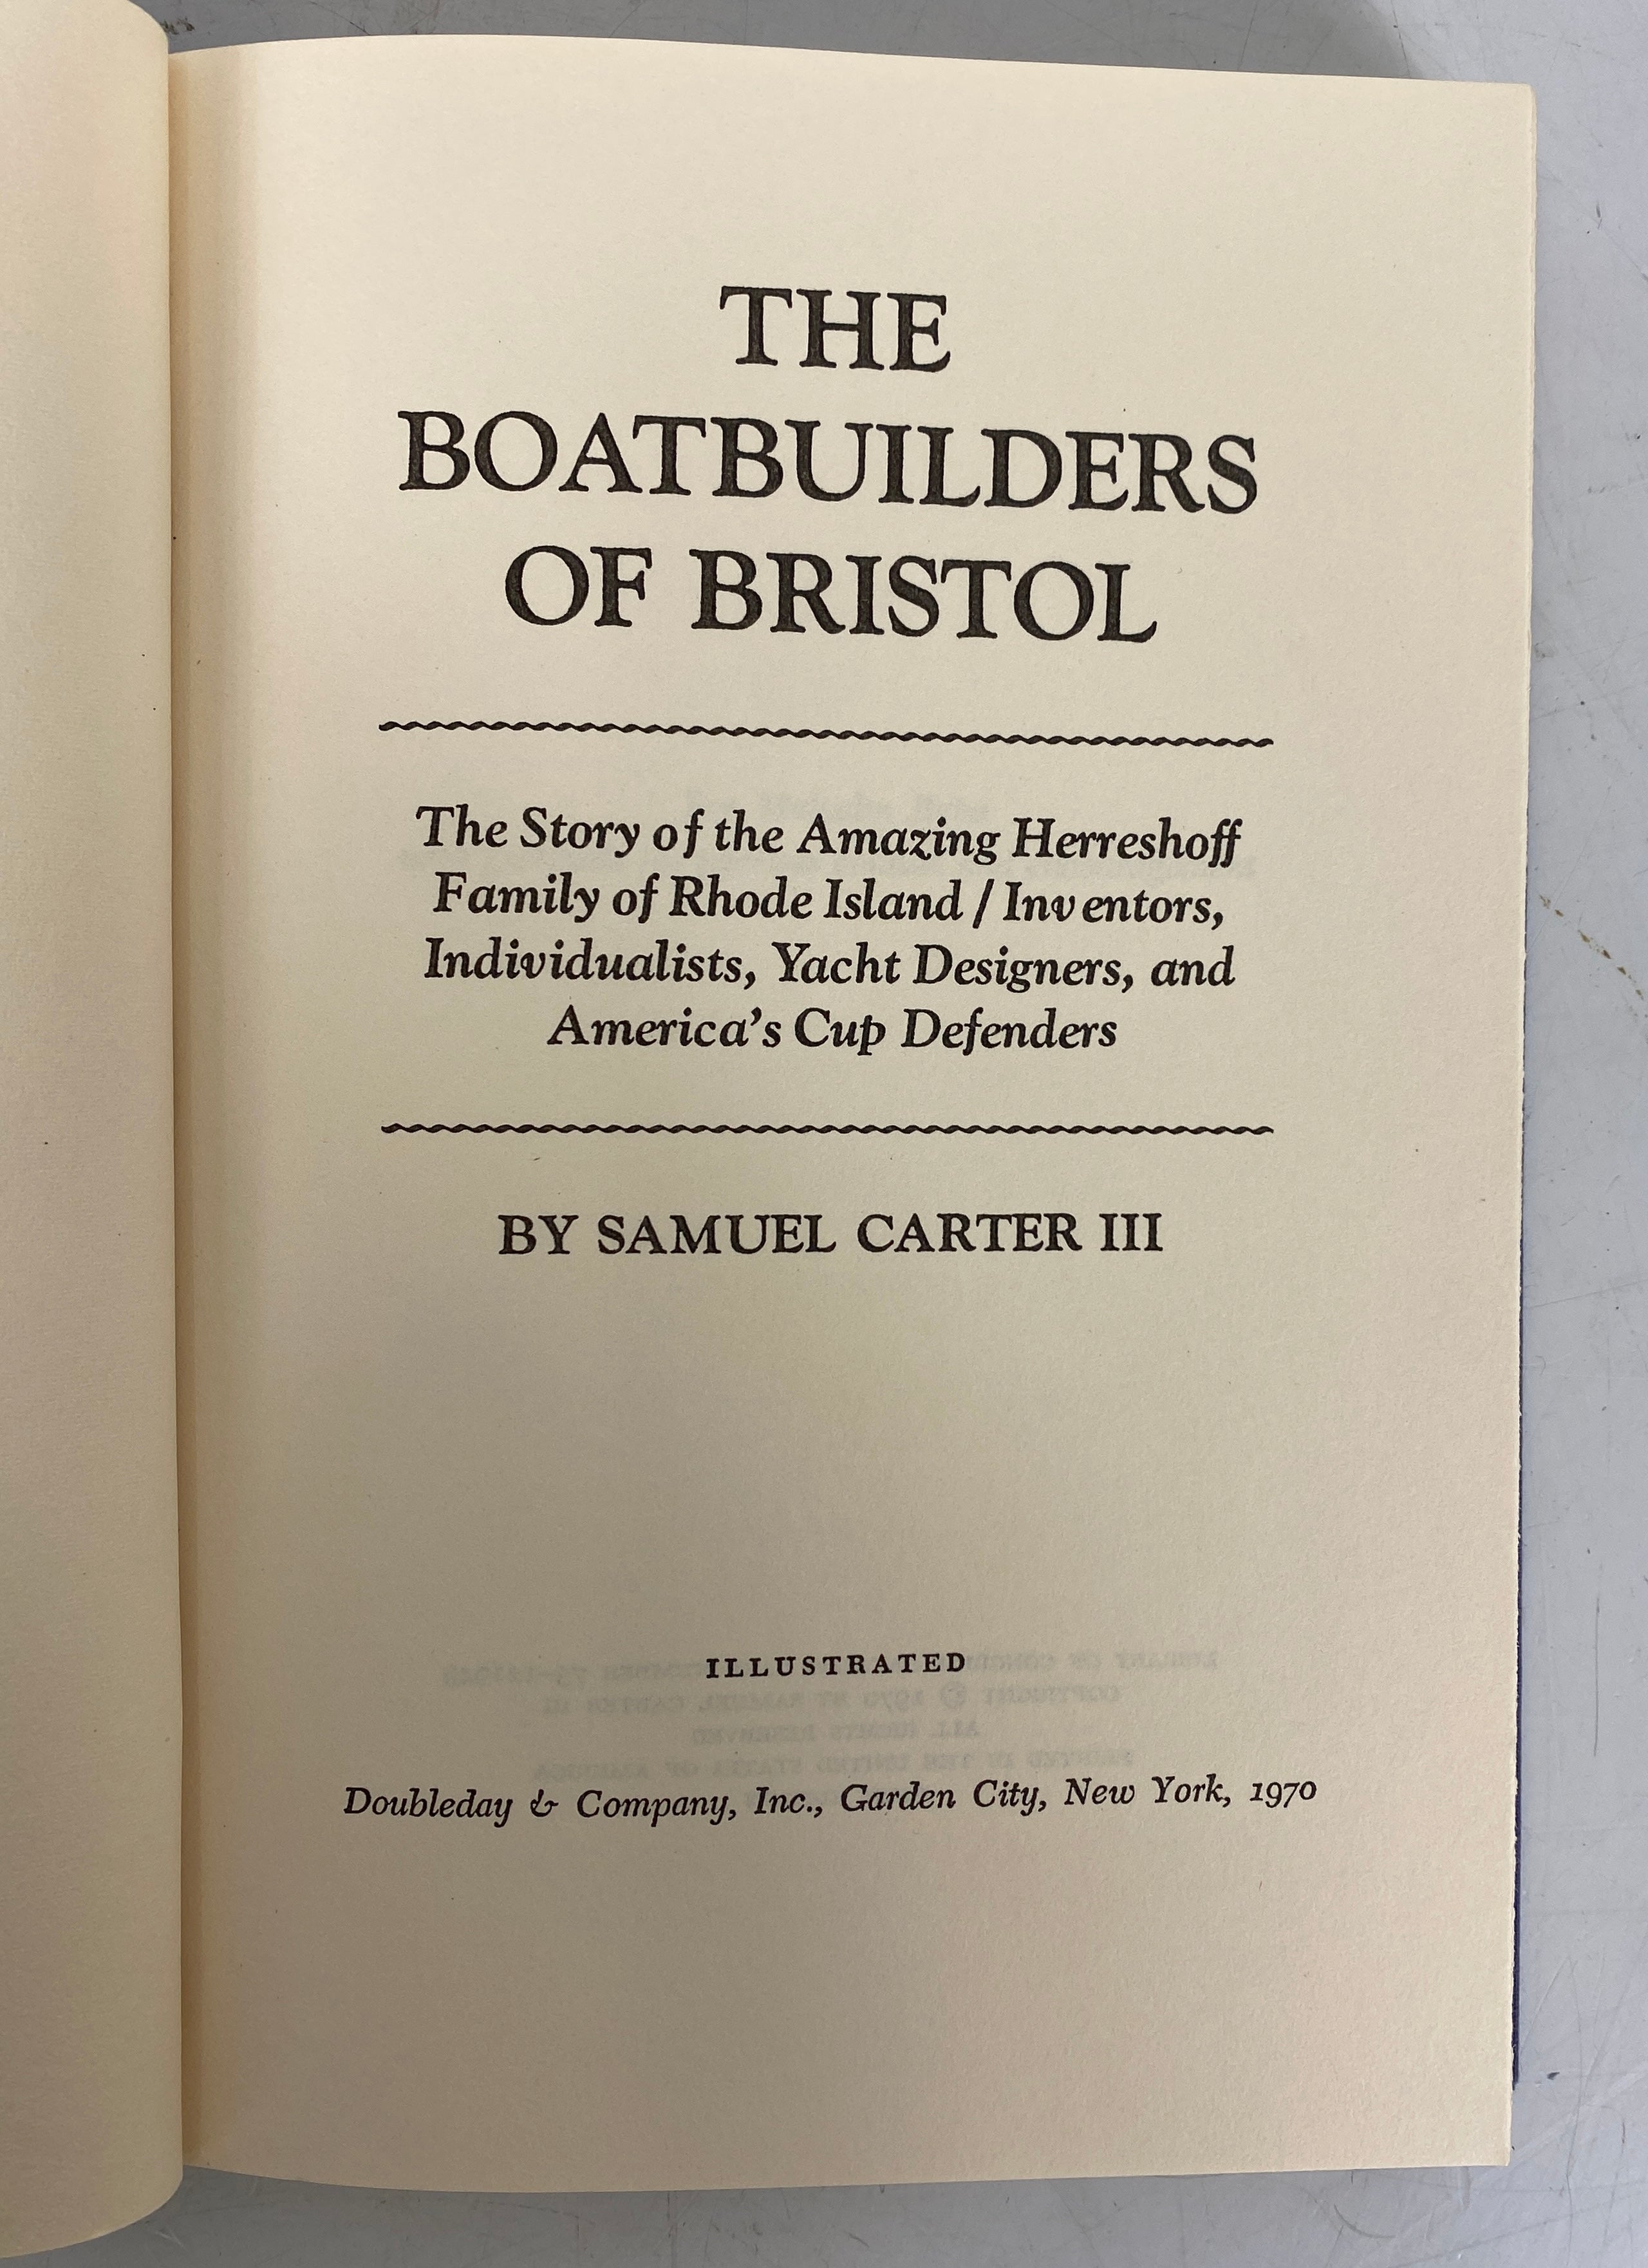 THE
BOATBUILDERS
OF BRISTOL
The Story of the Amazing Herreshoff
Family of Rhode Island / Inventors,
Individualists, Yacht Designers, and
America's Cup Defenders
BY SAMUEL CARTER III
ILLUSTRATED
Doubleday & Company, Inc., Garden City, New York, 1970